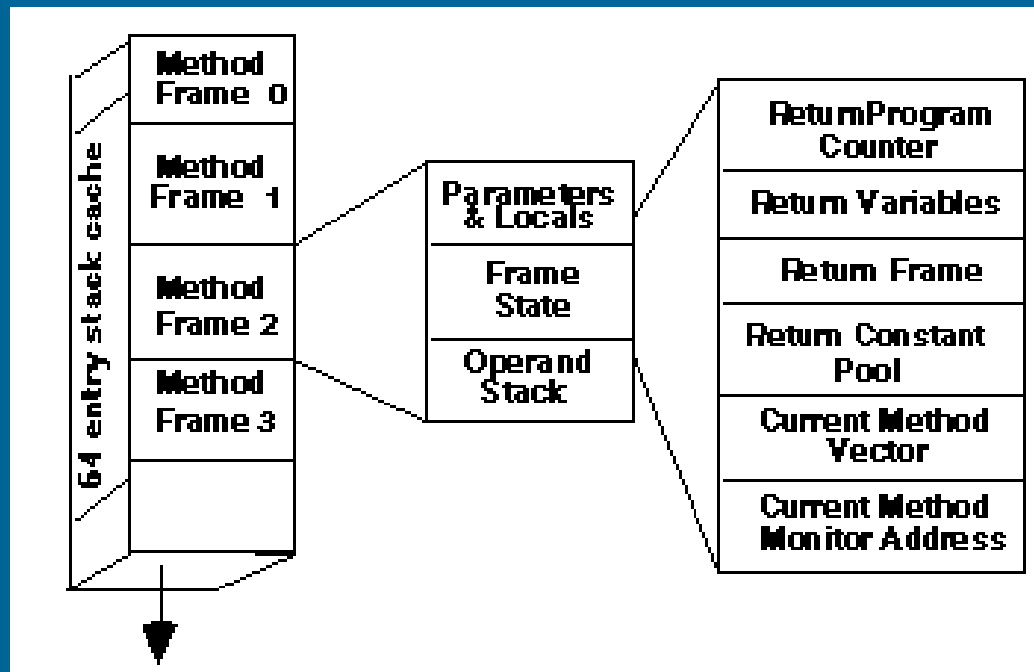 64 entry stack cache
Method
Frame 0
Method
Frame 1
Method
Frame 2
Method
Frame 3
Parameters
& Locals
Frame
State
Operand
Stack
ReturnProgram
Counter
Return Variables
Return Frame
Return Constant
Pool
Current Method
Vector
Current Method
Monitor Address